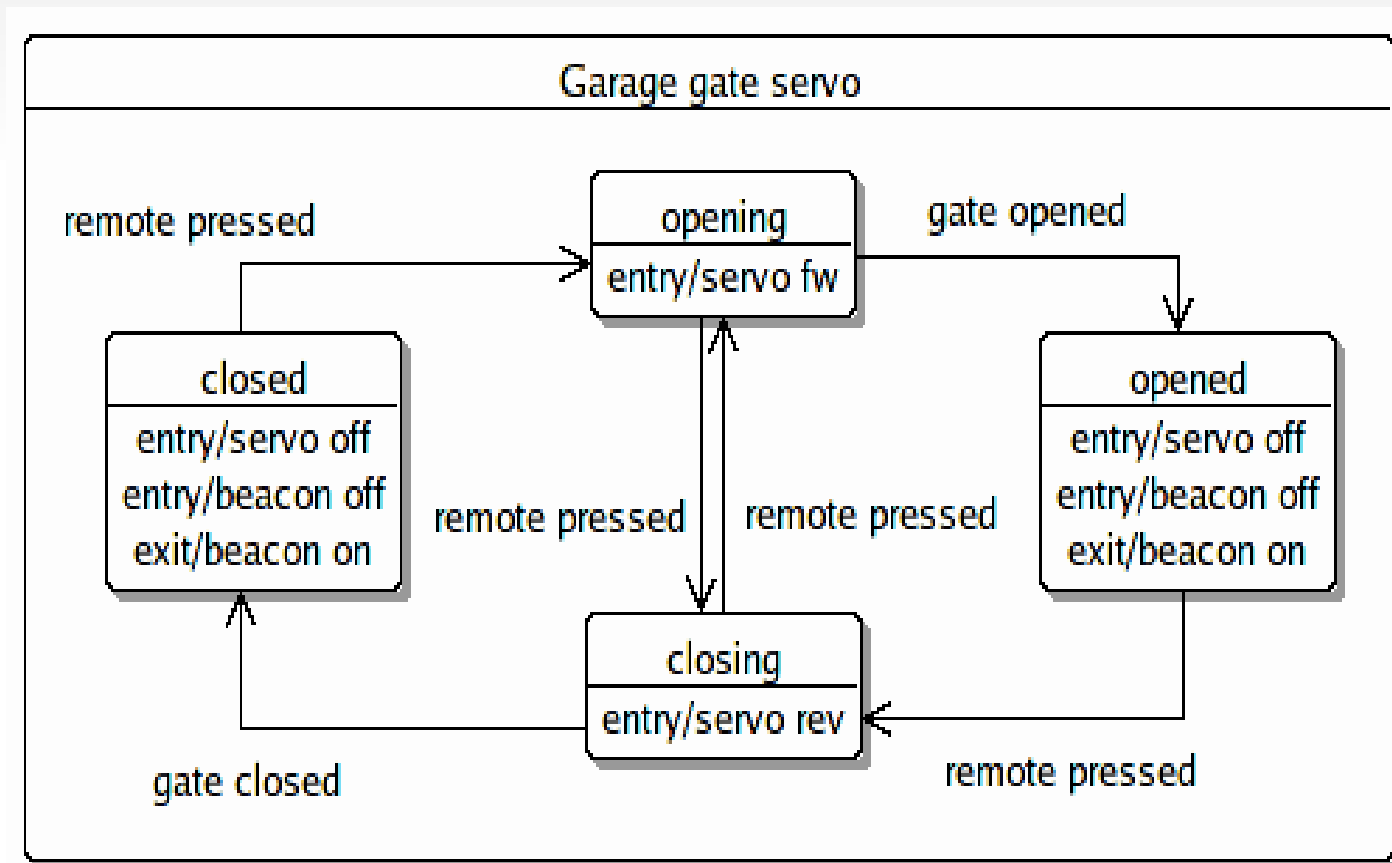 Garage gate servo
remote pressed
opening
entry/servo fw
gate opened
closed
entry/servo off
entry/beacon off
exit/beacon on
opened
entry/servo off
entry/beacon off
exit/beacon on
remote pressed
remote pressed
closing
entry/servo rev
gate closed
remote pressed